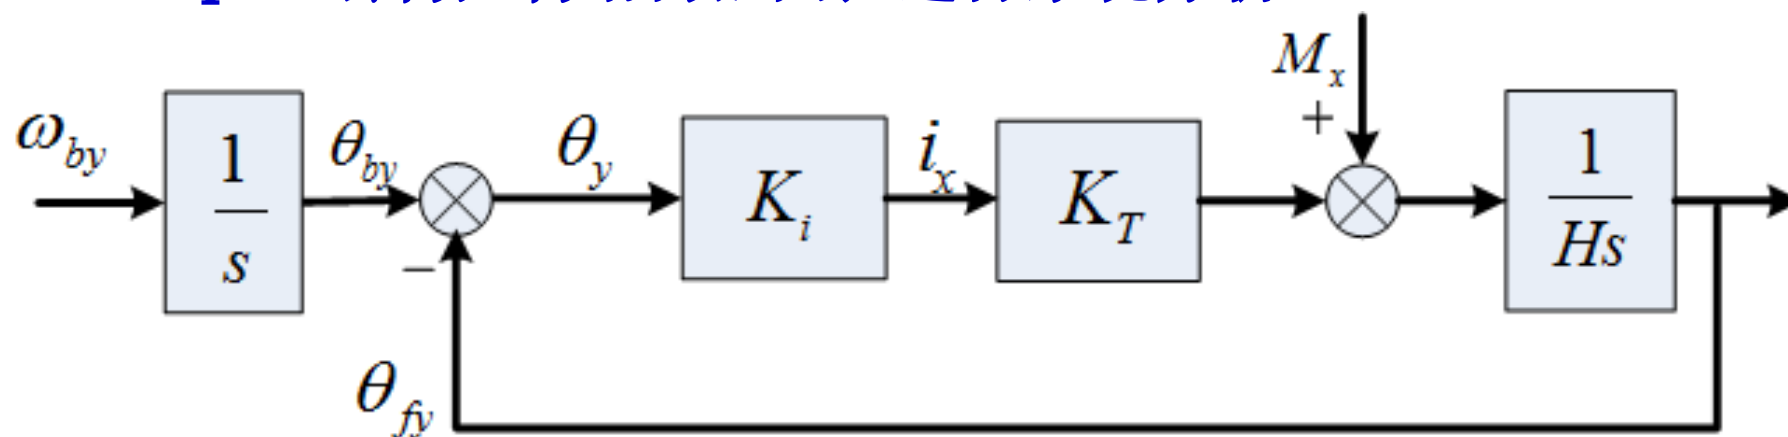 M_x
+
ω_by
1/s
θ_by
θ_y
K_i
i_x
K_T
1/Hs
−
θ_fy